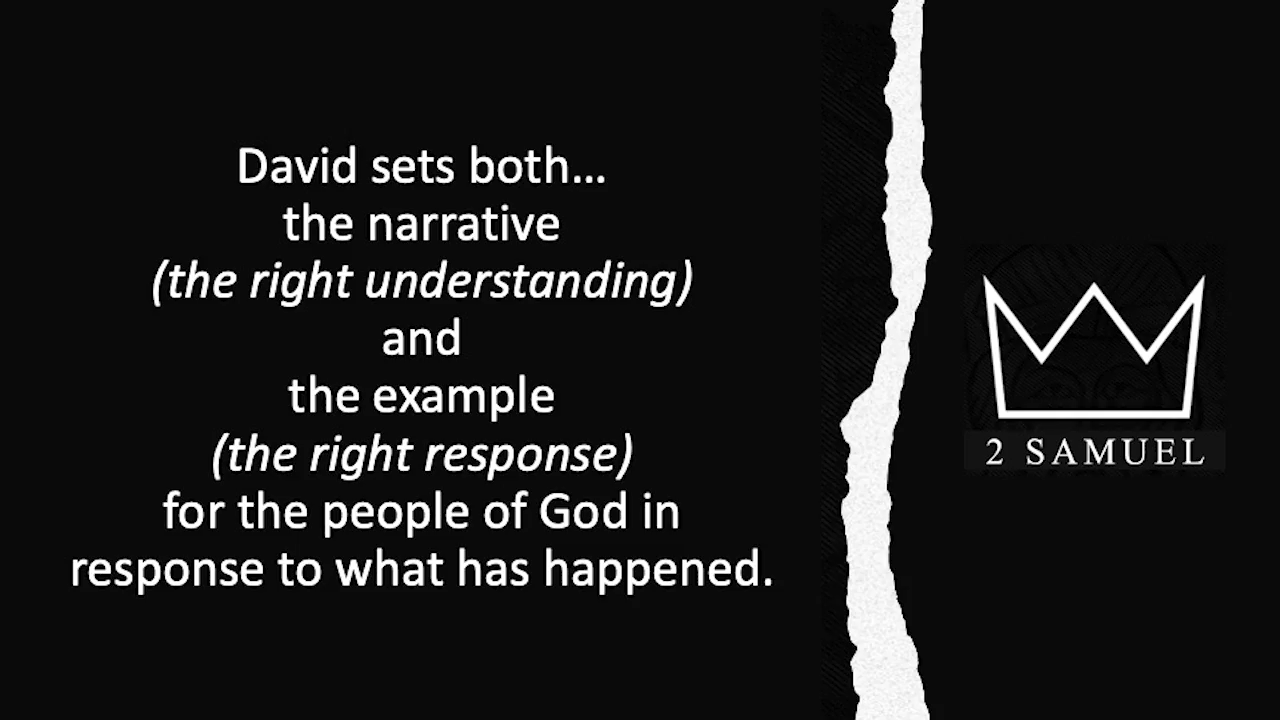 David sets both...
the narrative
(the right understanding)
and
the example
(the right response)
for the people of God in
response to what has happened.
2 SAMUEL